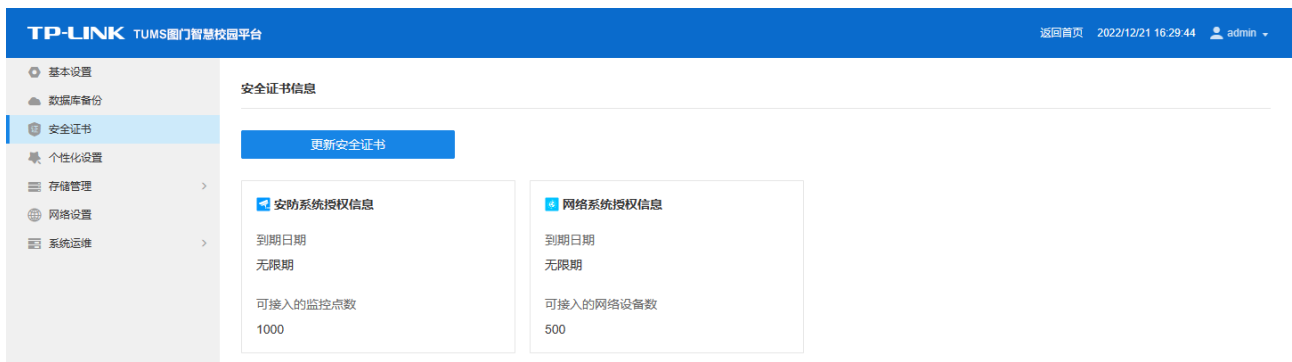 TP-LINK TUMS图门智慧校园平台
返回首页 2022/12/21 16:29:44 admin
基本设置
数据库备份
安全证书
个性化设置
存储管理
网络设置
系统运维
安全证书信息
更新安全证书
安防系统授权信息
到期日期
无限期
可接入的监控点数
1000
网络系统授权信息
到期日期
无限期
可接入的网络设备数
500